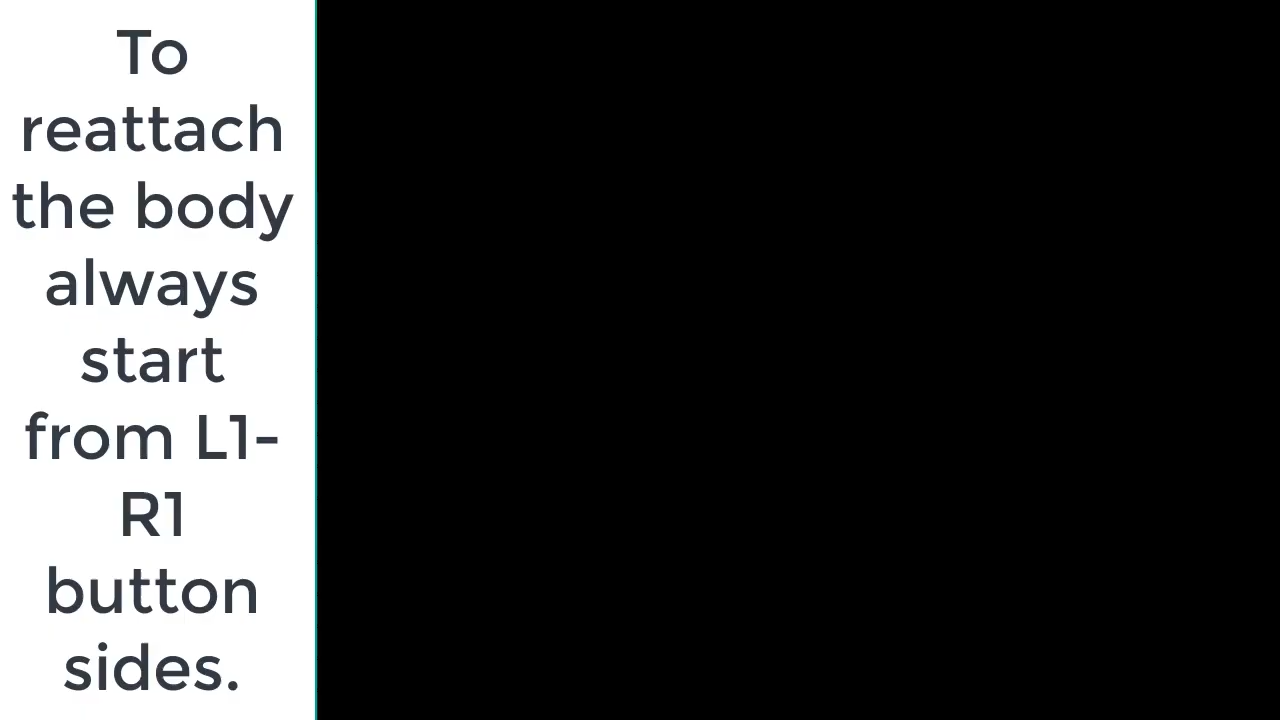 To
reattach
the body
always
start
from L1-
R1
button
sides.